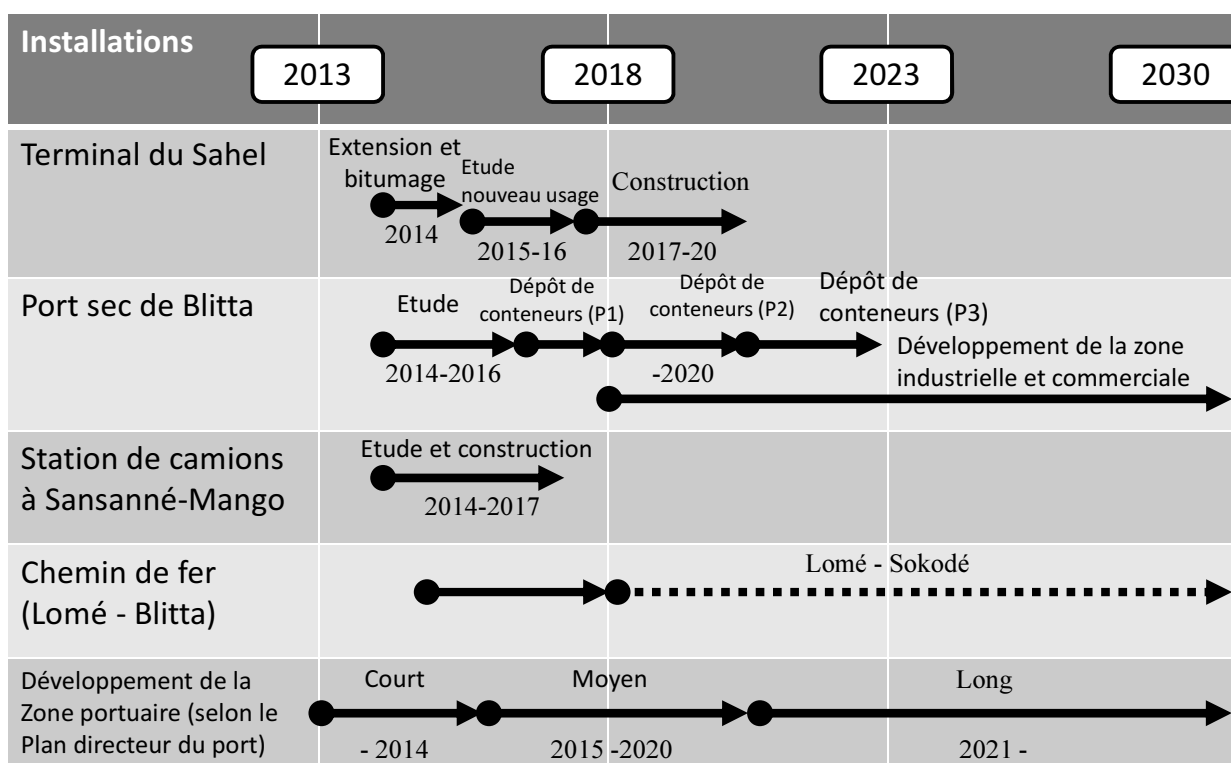 Installations
2013
2018
2023
2030
Terminal du Sahel
Extension et
bitumage
2014
Etude
nouveau usage
2015-16
Construction
2017-20
Port sec de Blitta
Etude
2014-2016
Dépôt de
conteneurs (P1)
Dépôt de
conteneurs (P2)
-2020
Dépôt de
conteneurs (P3)
Développement de la zone
industrielle et commerciale
Station de camions
à Sansanné-Mango
Etude et construction
2014-2017
Chemin de fer
(Lomé - Blitta)
Lomé - Sokodé
Développement de la
Zone portuaire (selon le
Plan directeur du port)
Court
- 2014
Moyen
2015 -2020
Long
2021 -